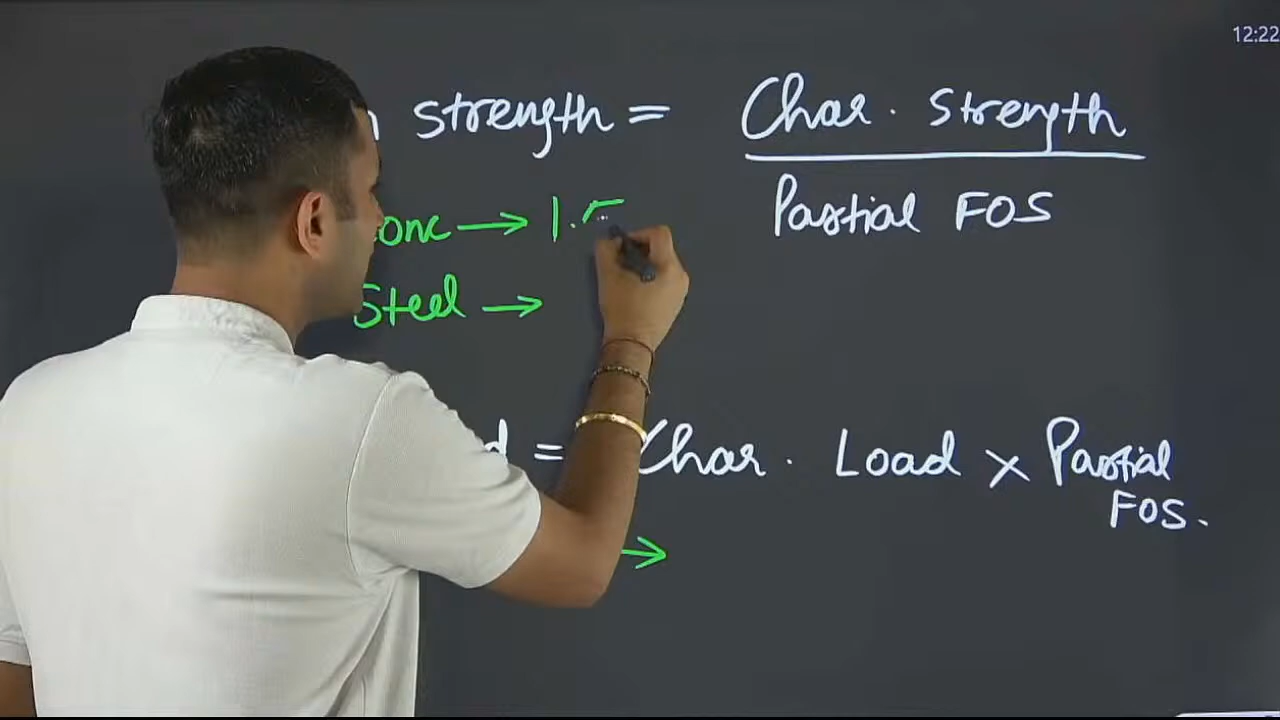 12:22
strength = Char. Strength
Partial FOS
onc → 1.5
Steel →
d = Char. Load × Partial
FOS.
→